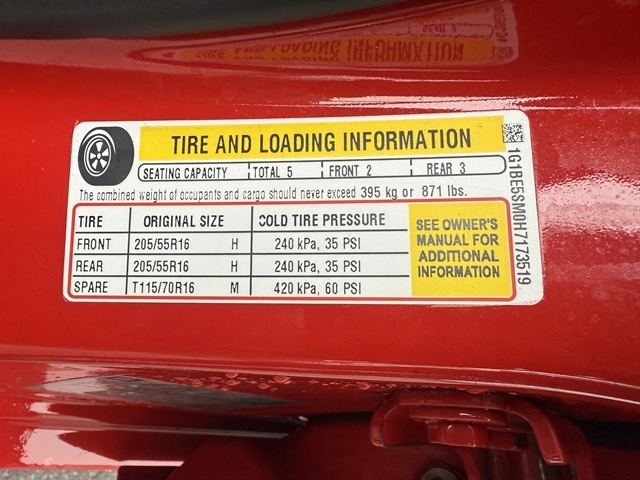 TIRE AND LOADING INFORMATION
SEATING CAPACITY TOTAL 5 FRONT 2 REAR 3
The combined weight of occupants and cargo should never exceed 395 kg or 871 lbs.
TIRE ORIGINAL SIZE COLD TIRE PRESSURE
FRONT 205/55R16 H 240 kPa, 35 PSI
REAR 205/55R16 H 240 kPa, 35 PSI
SPARE T115/70R16 M 420 kPa, 60 PSI
SEE OWNER'S
MANUAL FOR
ADDITIONAL
INFORMATION
1G1BE5SM0H7173519